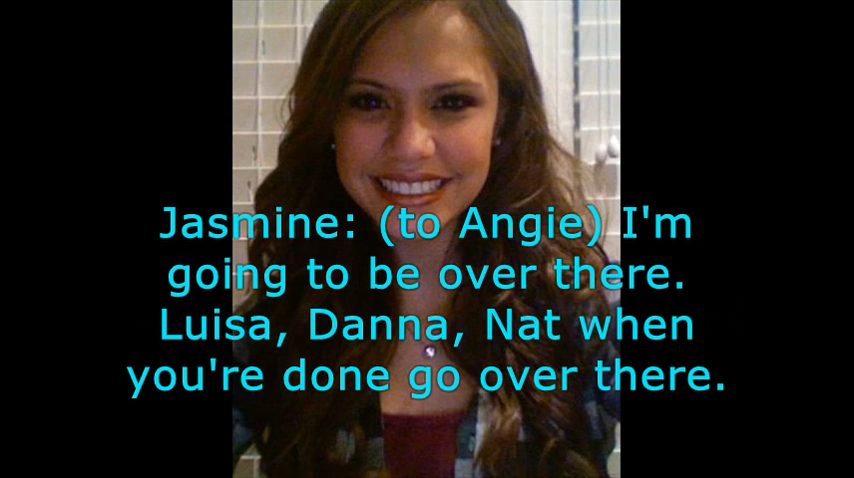 Jasmine: (to Angie) I'm
going to be over there.
Luisa, Danna, Nat when
you're done go over there.